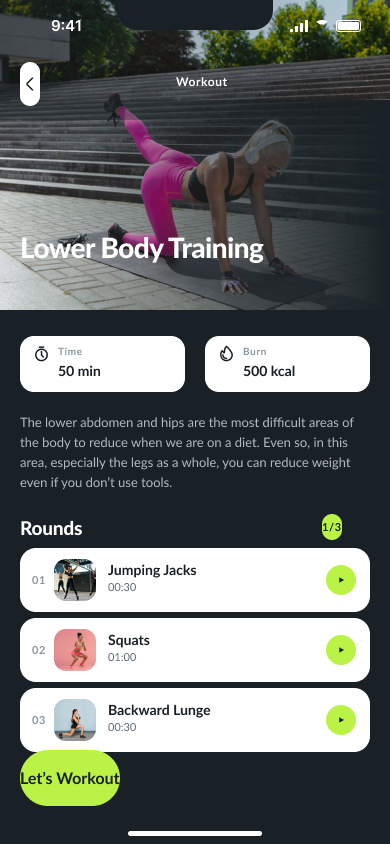 9:41
Workout
Lower Body Training
Time
50 min
Burn
500 kcal
The lower abdomen and hips are the most difficult areas of
the body to reduce when we are on a diet. Even so, in this
area, especially the legs as a whole, you can reduce weight
even if you don’t use tools.
Rounds
1/3
01
Jumping Jacks
00:30
02
Squats
01:00
03
Backward Lunge
00:30
Let’s Workout